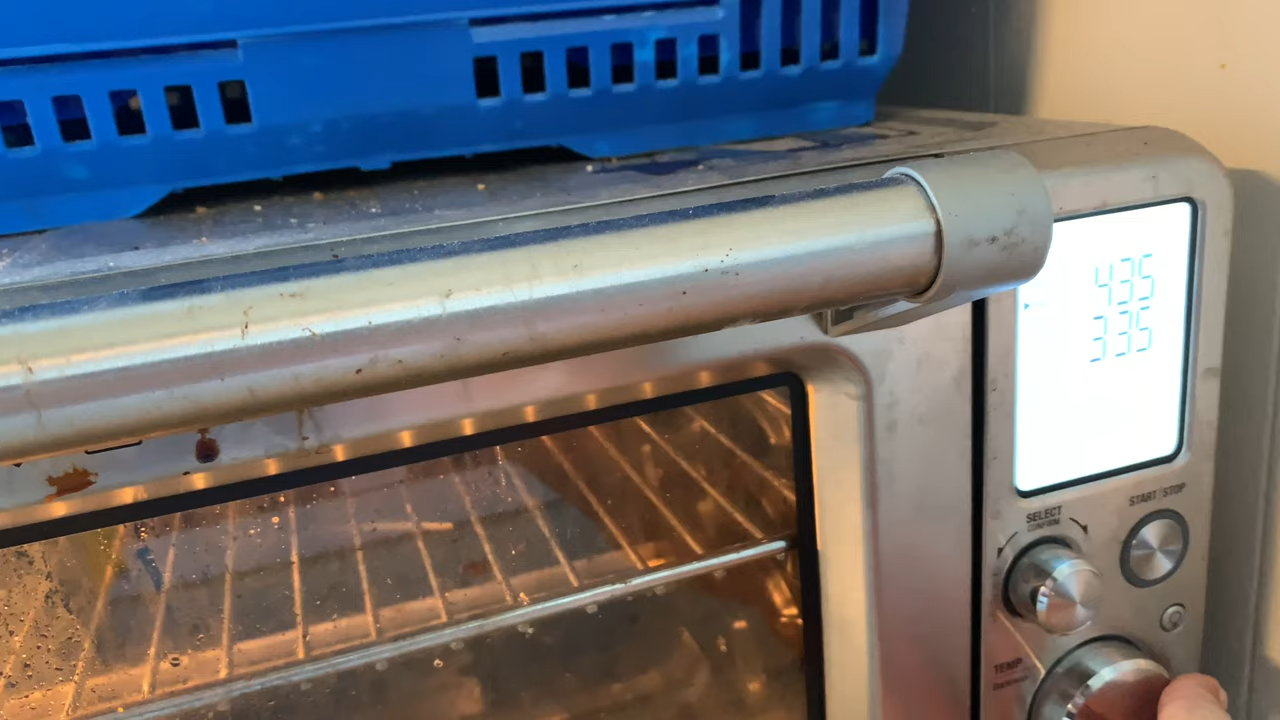 435
335
START | STOP
SELECT
CONFIRM
TEMP